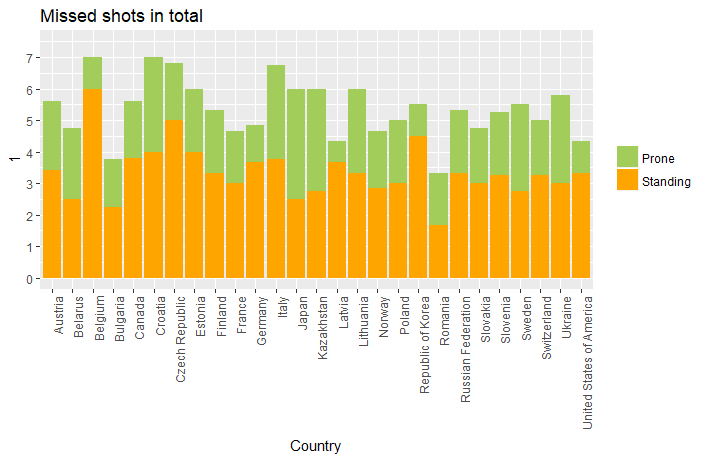 Missed shots in total
7
6
5
4
3
2
1
0
1
Prone
Standing
Austria
Belarus
Belgium
Bulgaria
Canada
Croatia
Czech Republic
Estonia
Finland
France
Germany
Italy
Japan
Kazakhstan
Latvia
Lithuania
Norway
Poland
Republic of Korea
Romania
Russian Federation
Slovakia
Slovenia
Sweden
Switzerland
Ukraine
United States of America
Country